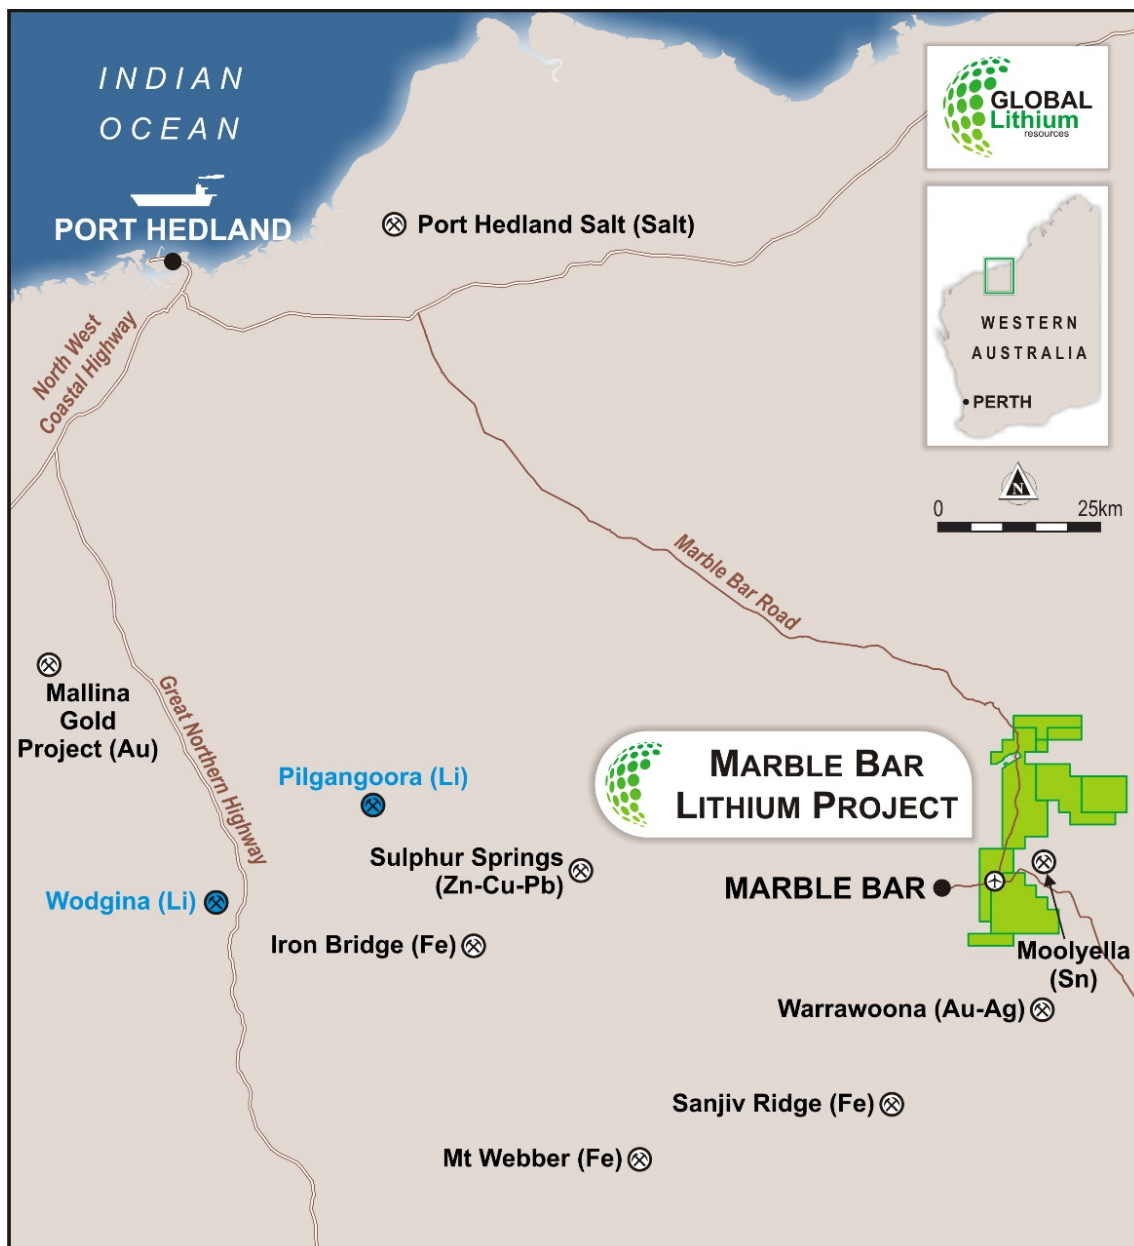 INDIAN
OCEAN
PORT HEDLAND
Port Hedland Salt (Salt)
GLOBAL
Lithium
resources
WESTERN
AUSTRALIA
PERTH
N
0 25km
North West
Coastal Highway
Marble Bar Road
Great Northern Highway
Mallina
Gold
Project (Au)
Pilgangoora (Li)
MARBLE BAR
LITHIUM PROJECT
Sulphur Springs
(Zn-Cu-Pb)
MARBLE BAR
Wodgina (Li)
Iron Bridge (Fe)
Moolyella
(Sn)
Warrawoona (Au-Ag)
Sanjiv Ridge (Fe)
Mt Webber (Fe)